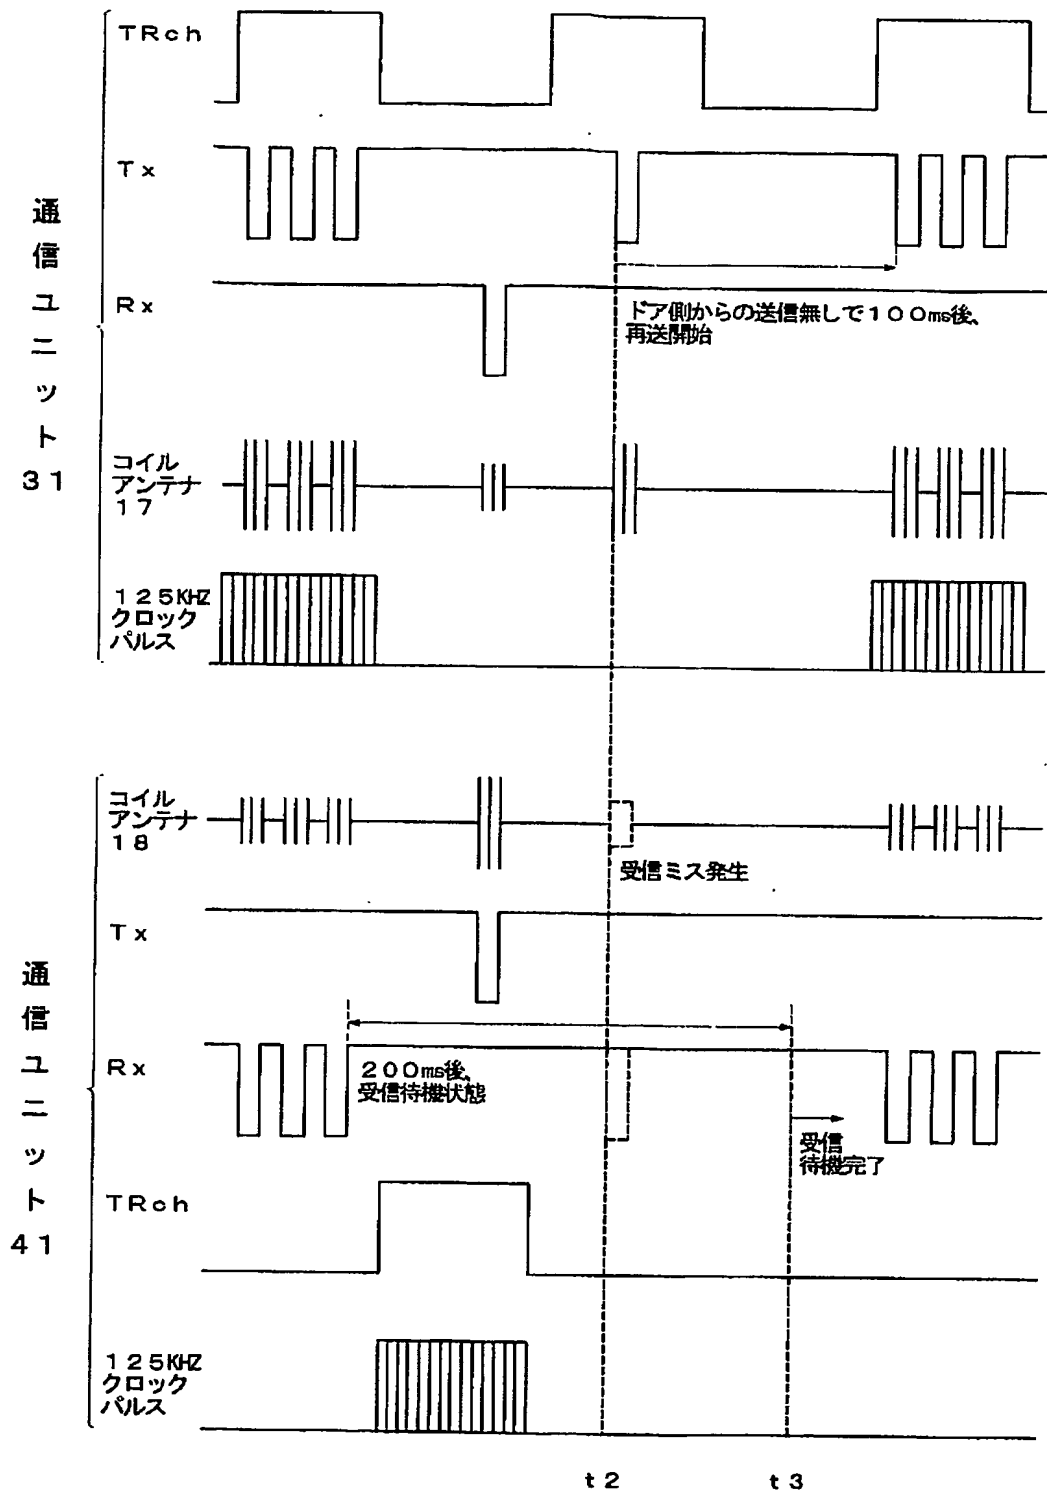 通信ユニット31
TRch
Tx
Rx
ドア側からの送信無しで100ms後、
再送開始
コイル
アンテナ
17
125KHZ
クロック
パルス
通信ユニット41
コイル
アンテナ
18
受信ミス発生
Tx
Rx
200ms後、
受信待機状態
受信
待機完了
TRch
125KHZ
クロック
パルス
t2
t3